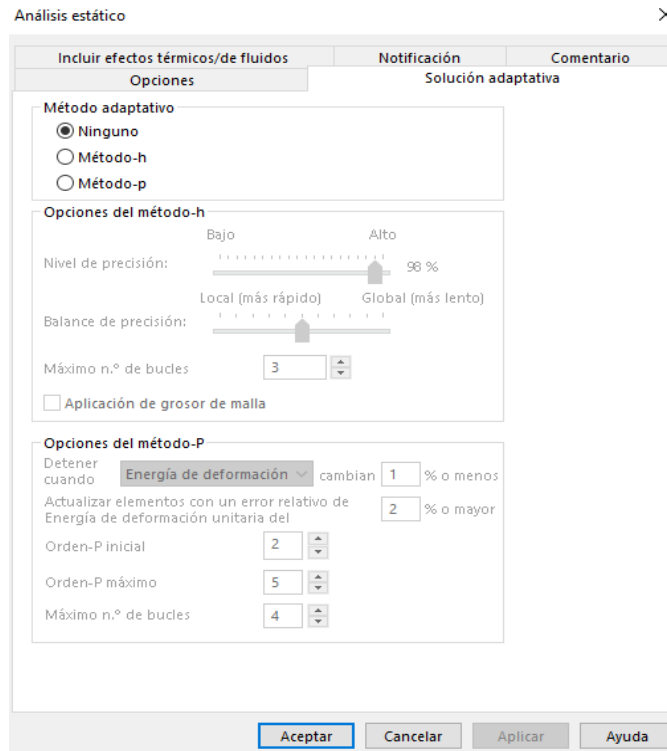 Análisis estático
Incluir efectos térmicos/de fluidos Notificación Comentario
Opciones Solución adaptativa
Método adaptativo
Ninguno
Método-h
Método-p
Opciones del método-h
Bajo Alto
Nivel de precisión: 98 %
Local (más rápido) Global (más lento)
Balance de precisión:
Máximo n.º de bucles 3
Aplicación de grosor de malla
Opciones del método-P
Detener cuando Energía de deformación cambian 1 % o menos
Actualizar elementos con un error relativo de
Energía de deformación unitaria del 2 % o mayor
Orden-P inicial 2
Orden-P máximo 5
Máximo n.º de bucles 4
Aceptar Cancelar Aplicar Ayuda